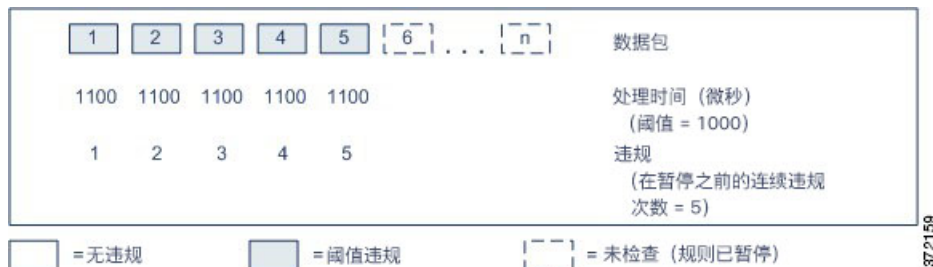 1 2 3 4 5 6 ... n 数据包
1100 1100 1100 1100 1100 处理时间（微秒）
（阈值 = 1000）
1 2 3 4 5 违规
（在暂停之前的连续违规
次数 = 5）
=无违规 =阈值违规 = 未检查（规则已暂停）
372159